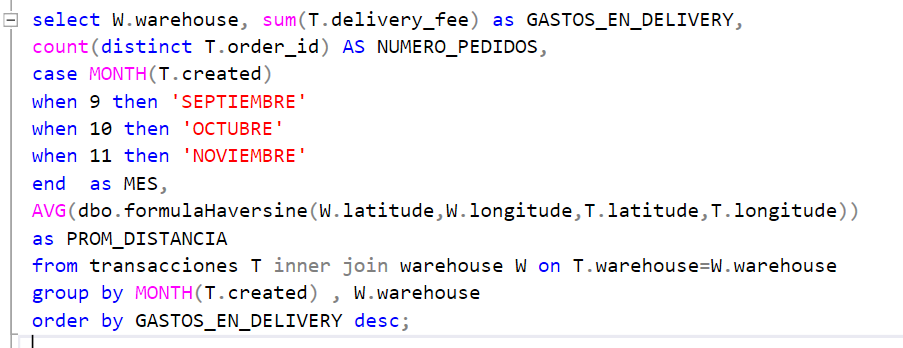 select W.warehouse, sum(T.delivery_fee) as GASTOS_EN_DELIVERY,
count(distinct T.order_id) AS NUMERO_PEDIDOS,
case MONTH(T.created)
when 9 then 'SEPTIEMBRE'
when 10 then 'OCTUBRE'
when 11 then 'NOVIEMBRE'
end  as MES,
AVG(dbo.formulaHaversine(W.latitude,W.longitude,T.latitude,T.longitude))
as PROM_DISTANCIA
from transacciones T inner join warehouse W on T.warehouse=W.warehouse
group by MONTH(T.created) , W.warehouse
order by GASTOS_EN_DELIVERY desc;